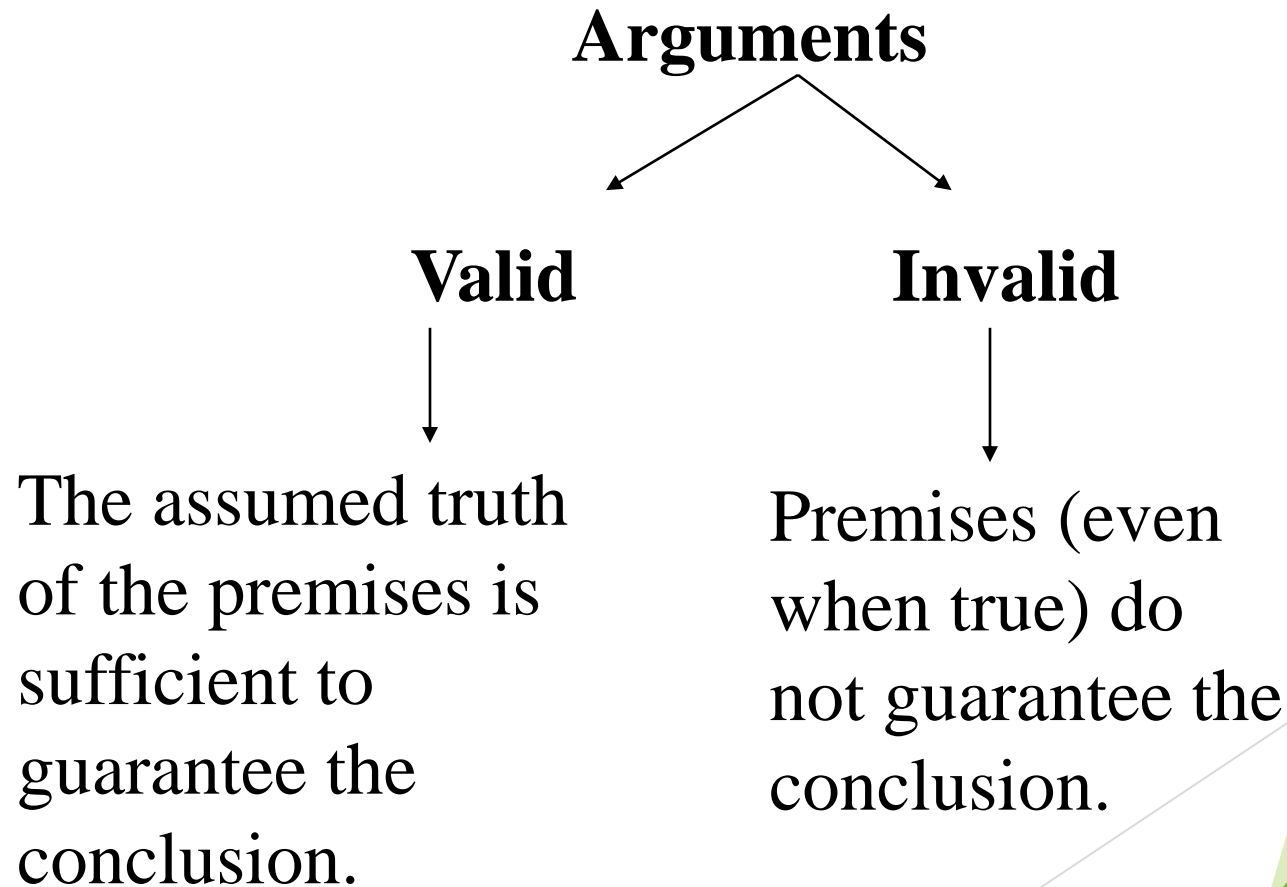 Arguments
Valid
Invalid
The assumed truth
of the premises is
sufficient to
guarantee the
conclusion.
Premises (even
when true) do
not guarantee the
conclusion.